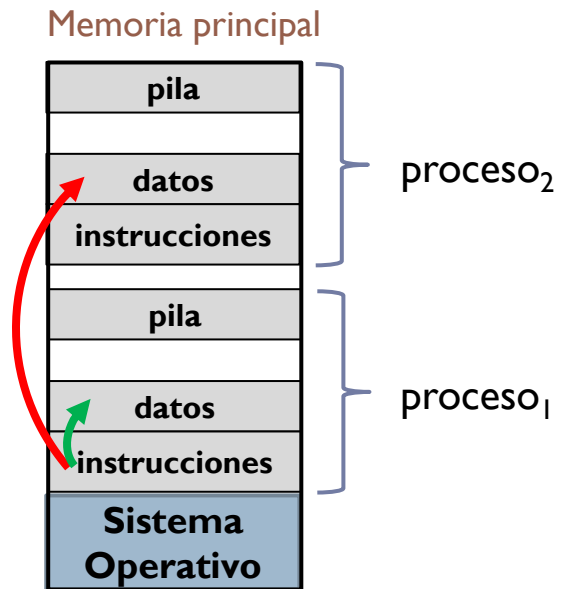 Memoria principal
pila
datos
instrucciones
proceso₂
pila
datos
instrucciones
proceso₁
Sistema
Operativo